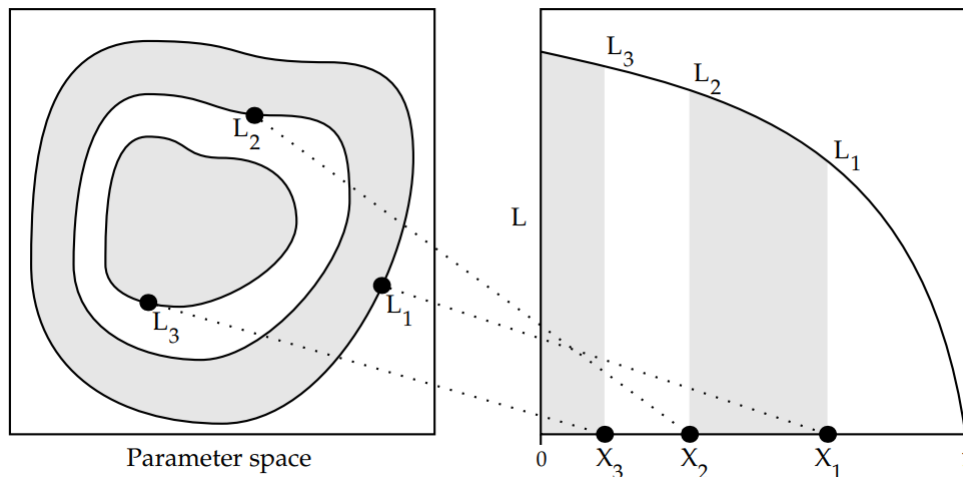 L₃
L₂
L₂
L₁
L
L₁
L₃
0 X₃ X₂ X₁
Parameter space